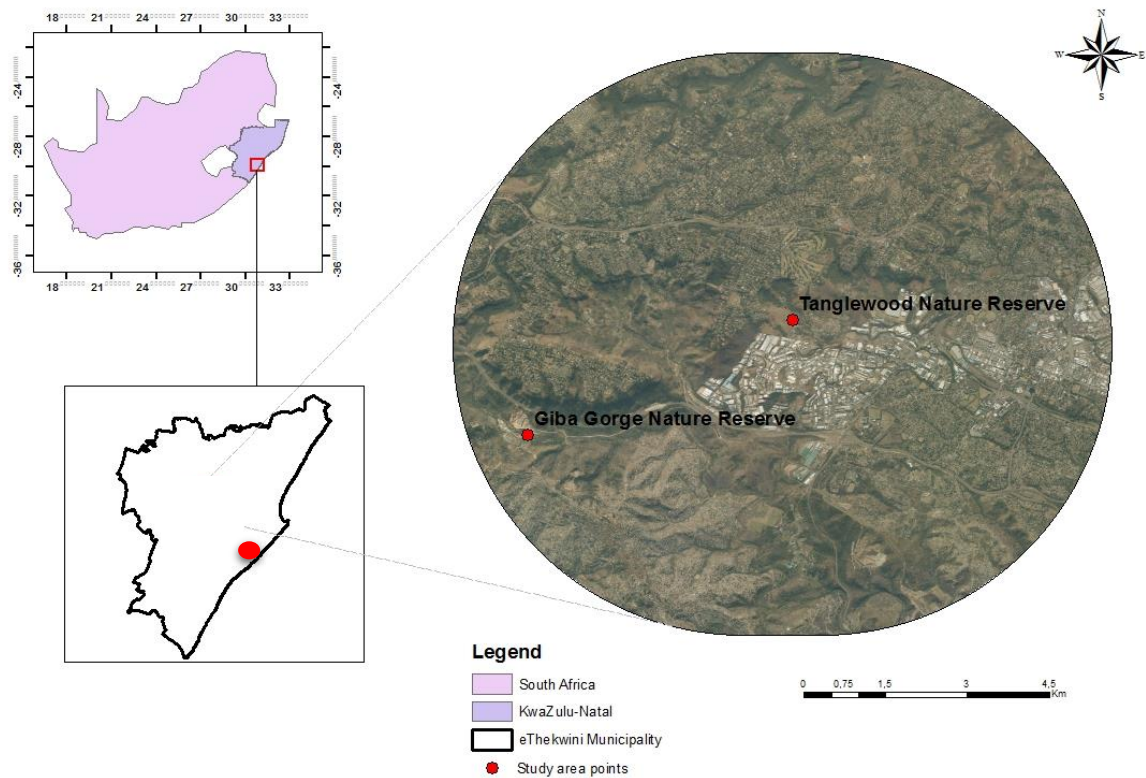 18 21 24 27 30 33
-24
-28
-32
-36
-24
-28
-32
-36
18 21 24 27 30 33
N
W E
S
Tanglewood Nature Reserve
Giba Gorge Nature Reserve
Legend
South Africa
KwaZulu-Natal
eThekwini Municipality
Study area points
0 0,75 1,5 3 4,5
Km